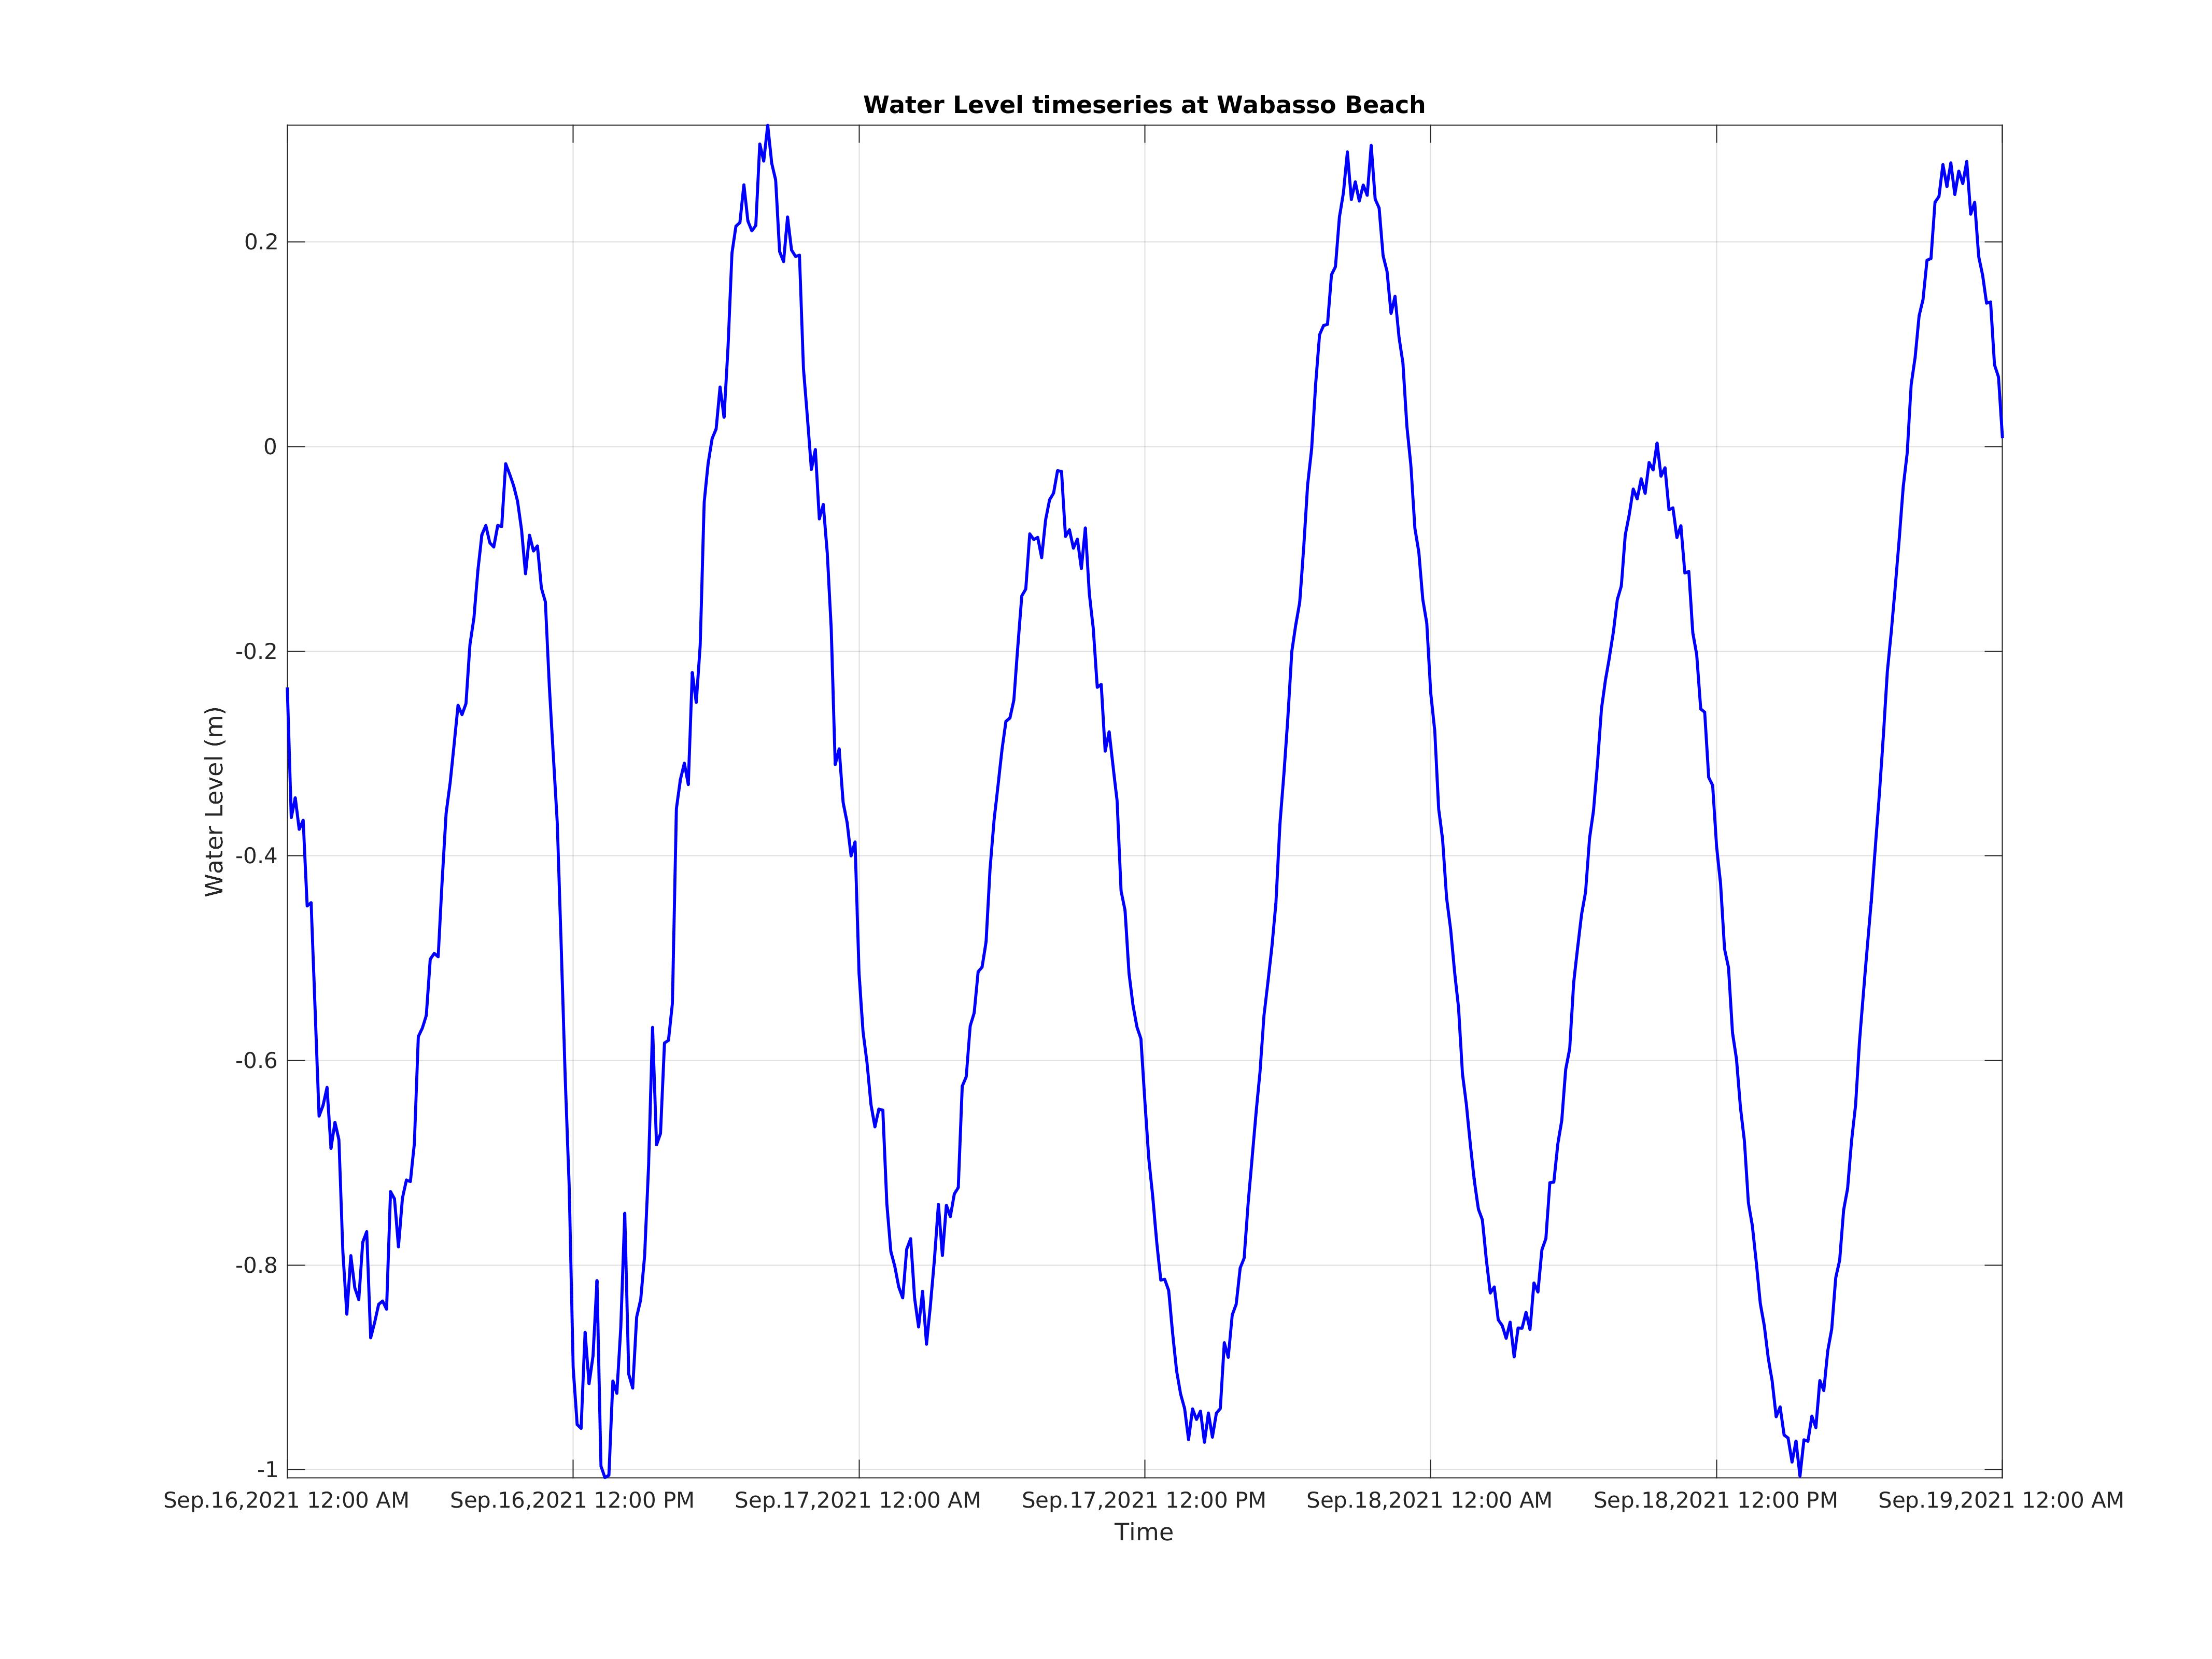 Water Level timeseries at Wabasso Beach
Water Level (m)
0.2
0
-0.2
-0.4
-0.6
-0.8
-1
Sep.16,2021 12:00 AM
Sep.16,2021 12:00 PM
Sep.17,2021 12:00 AM
Sep.17,2021 12:00 PM
Sep.18,2021 12:00 AM
Sep.18,2021 12:00 PM
Sep.19,2021 12:00 AM
Time